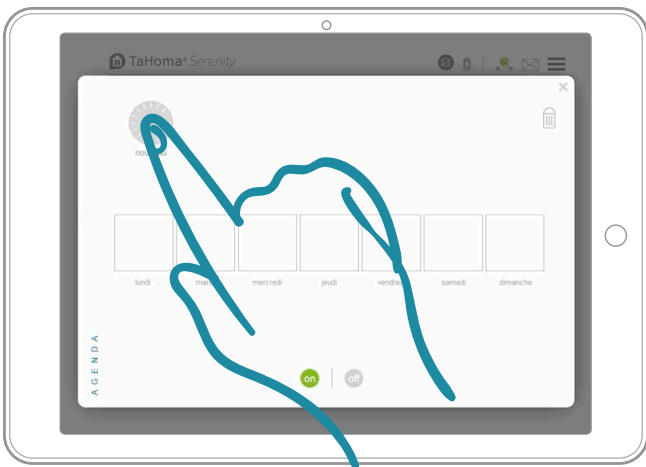 TaHoma® Serenity
lundi
mercredi
jeudi
samedi
dimanche
AGENDA
on
off